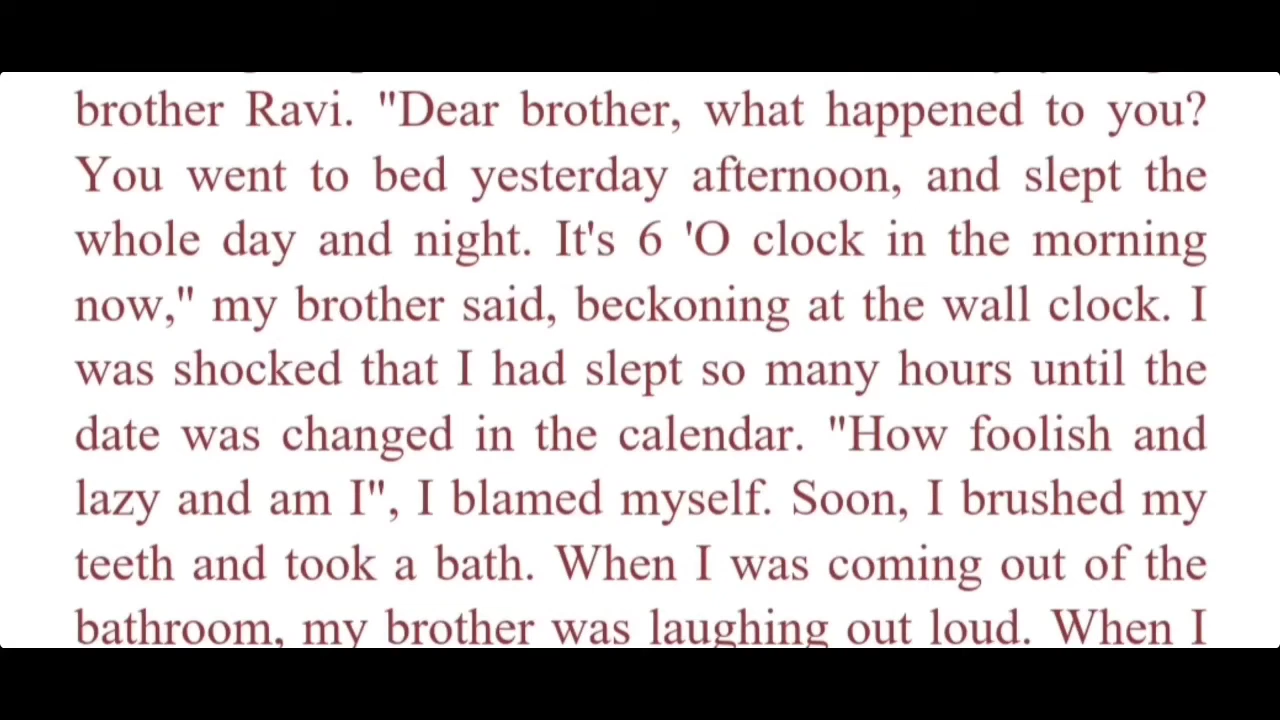 brother Ravi. "Dear brother, what happened to you?
You went to bed yesterday afternoon, and slept the
whole day and night. It's 6 'O clock in the morning
now," my brother said, beckoning at the wall clock. I
was shocked that I had slept so many hours until the
date was changed in the calendar. "How foolish and
lazy and am I", I blamed myself. Soon, I brushed my
teeth and took a bath. When I was coming out of the
bathroom, my brother was laughing out loud. When I